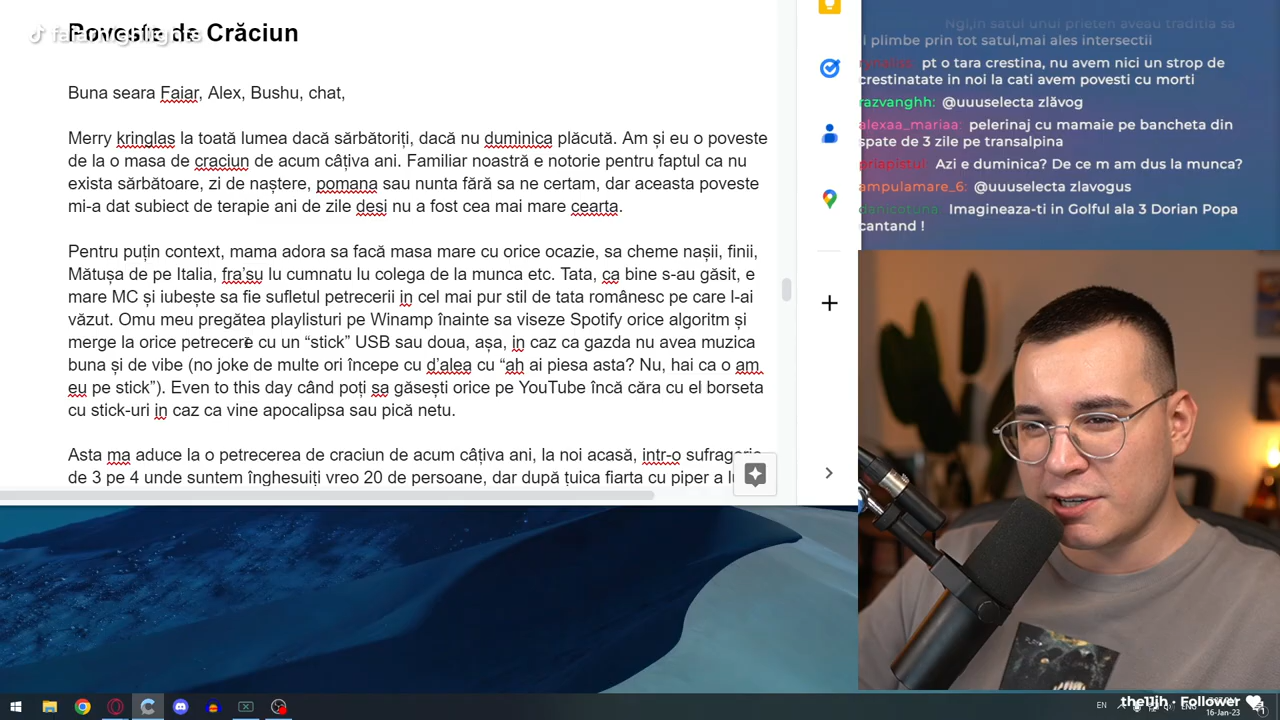 Poveste de Crăciun
Buna seara Faiar, Alex, Bushu, chat,
Merry kringlas la toata lumea dacă sărbătoriți, dacă nu duminica plăcută. Am și eu o poveste
de la o masa de craciun de acum câțiva ani. Familiar noastră e notorie pentru faptul ca nu
exista sărbătoare, zi de naștere, pomana sau nunta fără sa ne certam, dar aceasta poveste
mi-a dat subiect de terapie ani de zile desi nu a fost cea mai mare cearta.
Pentru puțin context, mama adora sa facă masa mare cu orice ocazie, sa cheme nașii, finii,
Mătușa de pe Italia, fra’su lu cumnatu lu colega de la munca etc. Tata, ca bine s-au găsit, e
mare MC și iubește sa fie sufletul petrecerii in cel mai pur stil de tata românesc pe care l-ai
văzut. Omu meu pregătea playlisturi pe Winamp înainte sa viseze Spotify orice algoritm și
merge la orice petrecere cu un “stick” USB sau doua, așa, in caz ca gazda nu avea muzica
buna și de vibe (no joke de multe ori începe cu d’alea cu “ah ai piesa asta? Nu, hai ca o am
eu pe stick”). Even to this day când poți sa găsești orice pe YouTube încă căra cu el borseta
cu stick-uri in caz ca vine apocalipsa sau pică netu.
Asta ma aduce la o petrecerea de craciun de acum câțiva ani, la noi acasă, intr-o sufragerie
de 3 pe 4 unde suntem înghesuiți vreo 20 de persoane, dar după țuica fiarta cu piper a
Ngl,in satul unui prieten aveau traditia sa
l plimbe prin tot satul,mai ales intersectii
pt o tara crestina, nu avem nici un strop de
crestinatate in noi la cati avem povesti cu morti
razvanghh: @uuuselecta zlăvog
alexaa_mariaa: pelerinaj cu mamaie pe bancheta din
spate de 3 zile pe transalpina
priapistul: Azi e duminica? De ce m am dus la munca?
ampulamare_6: @uuuselecta zlavogus
danicotuna: Imagineaza-ti in Golful ala 3 Dorian Popa
cantand !
the11jh · Follower
EN
16-Jan-23